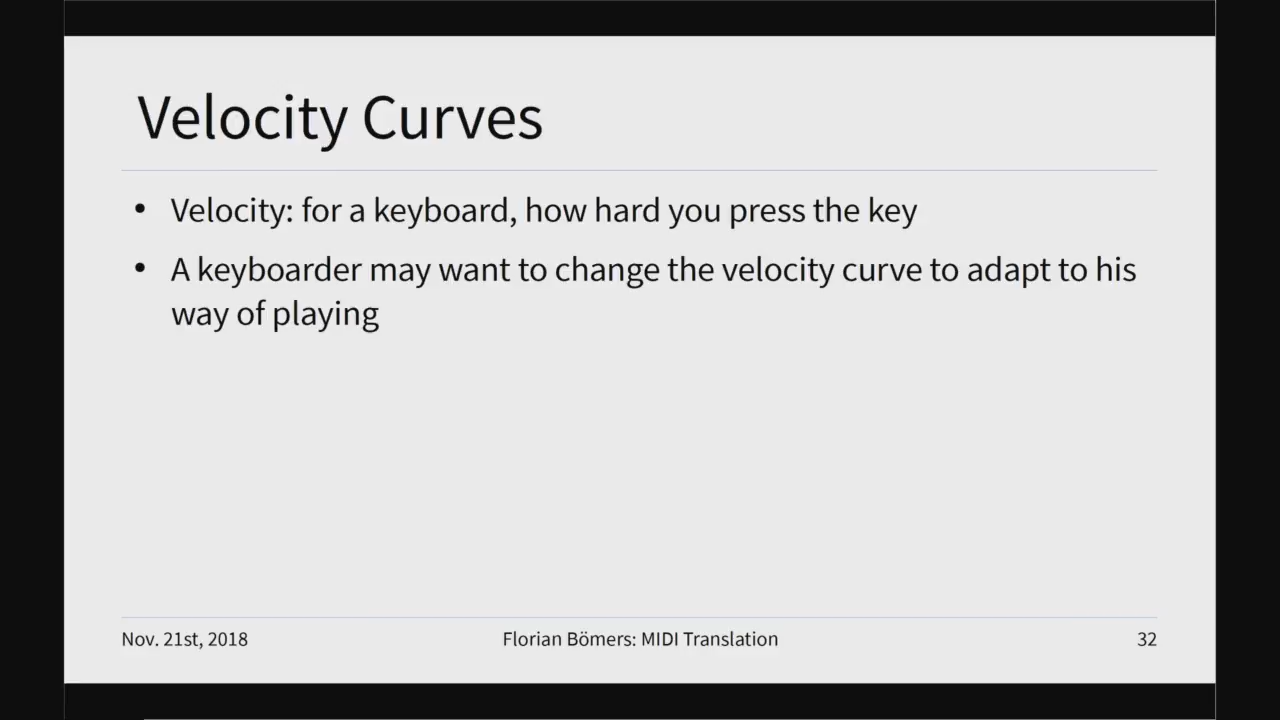 Velocity Curves
• Velocity: for a keyboard, how hard you press the key
• A keyboarder may want to change the velocity curve to adapt to his
way of playing
Nov. 21st, 2018
Florian Bömers: MIDI Translation
32